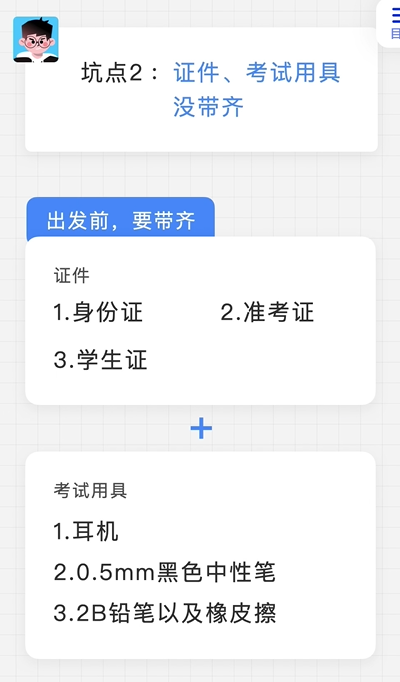 坑点2：证件、考试用具
没带齐
出发前，要带齐
证件
1.身份证 2.准考证
3.学生证
+
考试用具
1.耳机
2.0.5mm黑色中性笔
3.2B铅笔以及橡皮擦